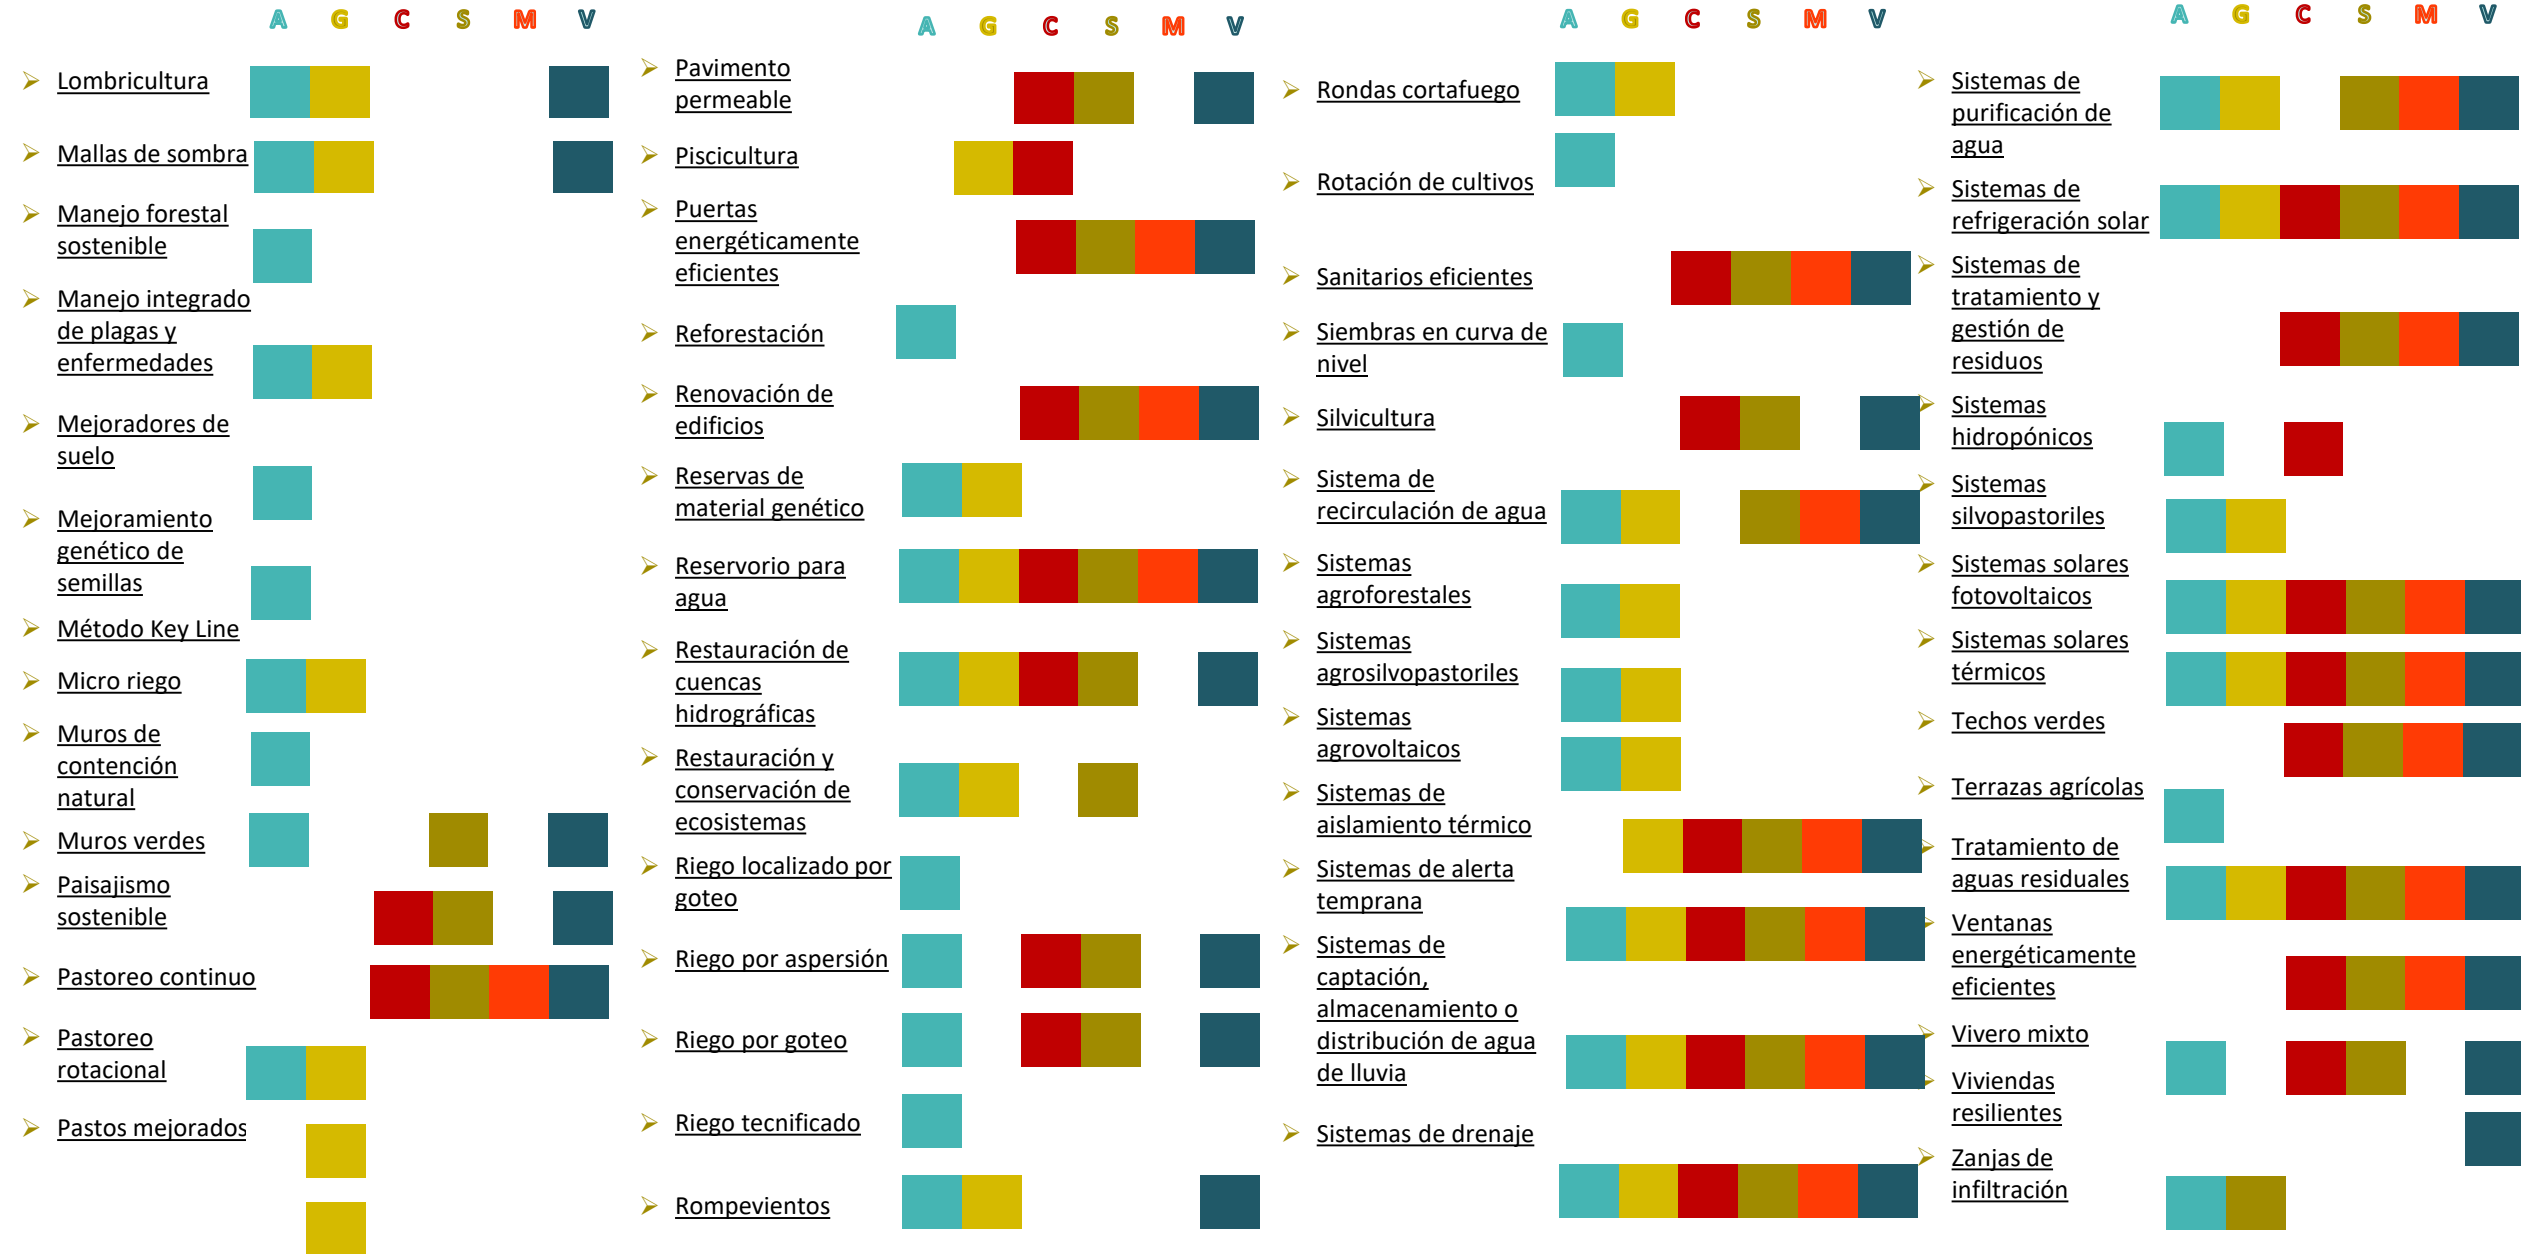 A G C S M V
Lombricultura
Mallas de sombra
Manejo forestal
sostenible
Manejo integrado
de plagas y
enfermedades
Mejoradores de
suelo
Mejoramiento
genético de
semillas
Método Key Line
Micro riego
Muros de
contención
natural
Muros verdes
Paisajismo
sostenible
Pastoreo continuo
Pastoreo
rotacional
Pastos mejorados
A G C S M V
Pavimento
permeable
Piscicultura
Puertas
energéticamente
eficientes
Reforestación
Renovación de
edificios
Reservas de
material genético
Reservorio para
agua
Restauración de
cuencas
hidrográficas
Restauración y
conservación de
ecosistemas
Riego localizado por
goteo
Riego por aspersión
Riego por goteo
Riego tecnificado
Rompevientos
A G C S M V
Rondas cortafuego
Rotación de cultivos
Sanitarios eficientes
Siembras en curva de
nivel
Silvicultura
Sistema de
recirculación de agua
Sistemas
agroforestales
Sistemas
agrosilvopastoriles
Sistemas
agrovoltaicos
Sistemas de
aislamiento térmico
Sistemas de alerta
temprana
Sistemas de
captación,
almacenamiento o
distribución de agua
de lluvia
Sistemas de drenaje
A G C S M V
Sistemas de
purificación de
agua
Sistemas de
refrigeración solar
Sistemas de
tratamiento y
gestión de
residuos
Sistemas
hidropónicos
Sistemas
silvopastoriles
Sistemas solares
fotovoltaicos
Sistemas solares
térmicos
Techos verdes
Terrazas agrícolas
Tratamiento de
aguas residuales
Ventanas
energéticamente
eficientes
Vivero mixto
Viviendas
resilientes
Zanjas de
infiltración